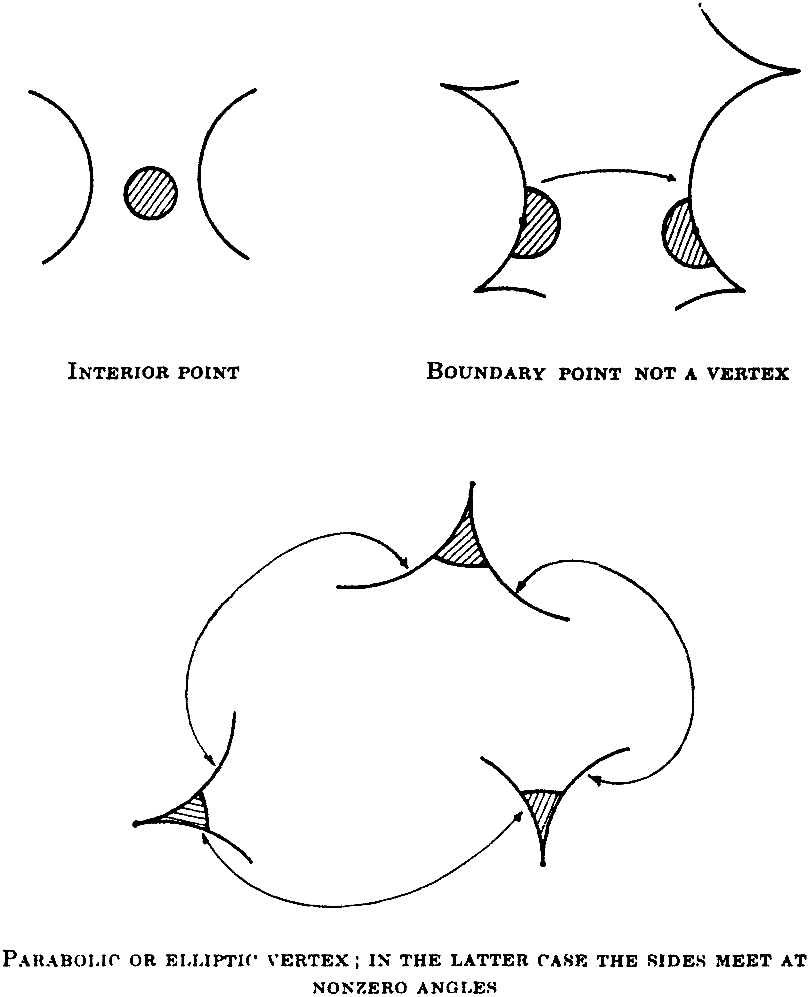 INTERIOR POINT
BOUNDARY POINT NOT A VERTEX
PARABOLIC OR ELLIPTIC VERTEX; IN THE LATTER CASE THE SIDES MEET AT
NONZERO ANGLES